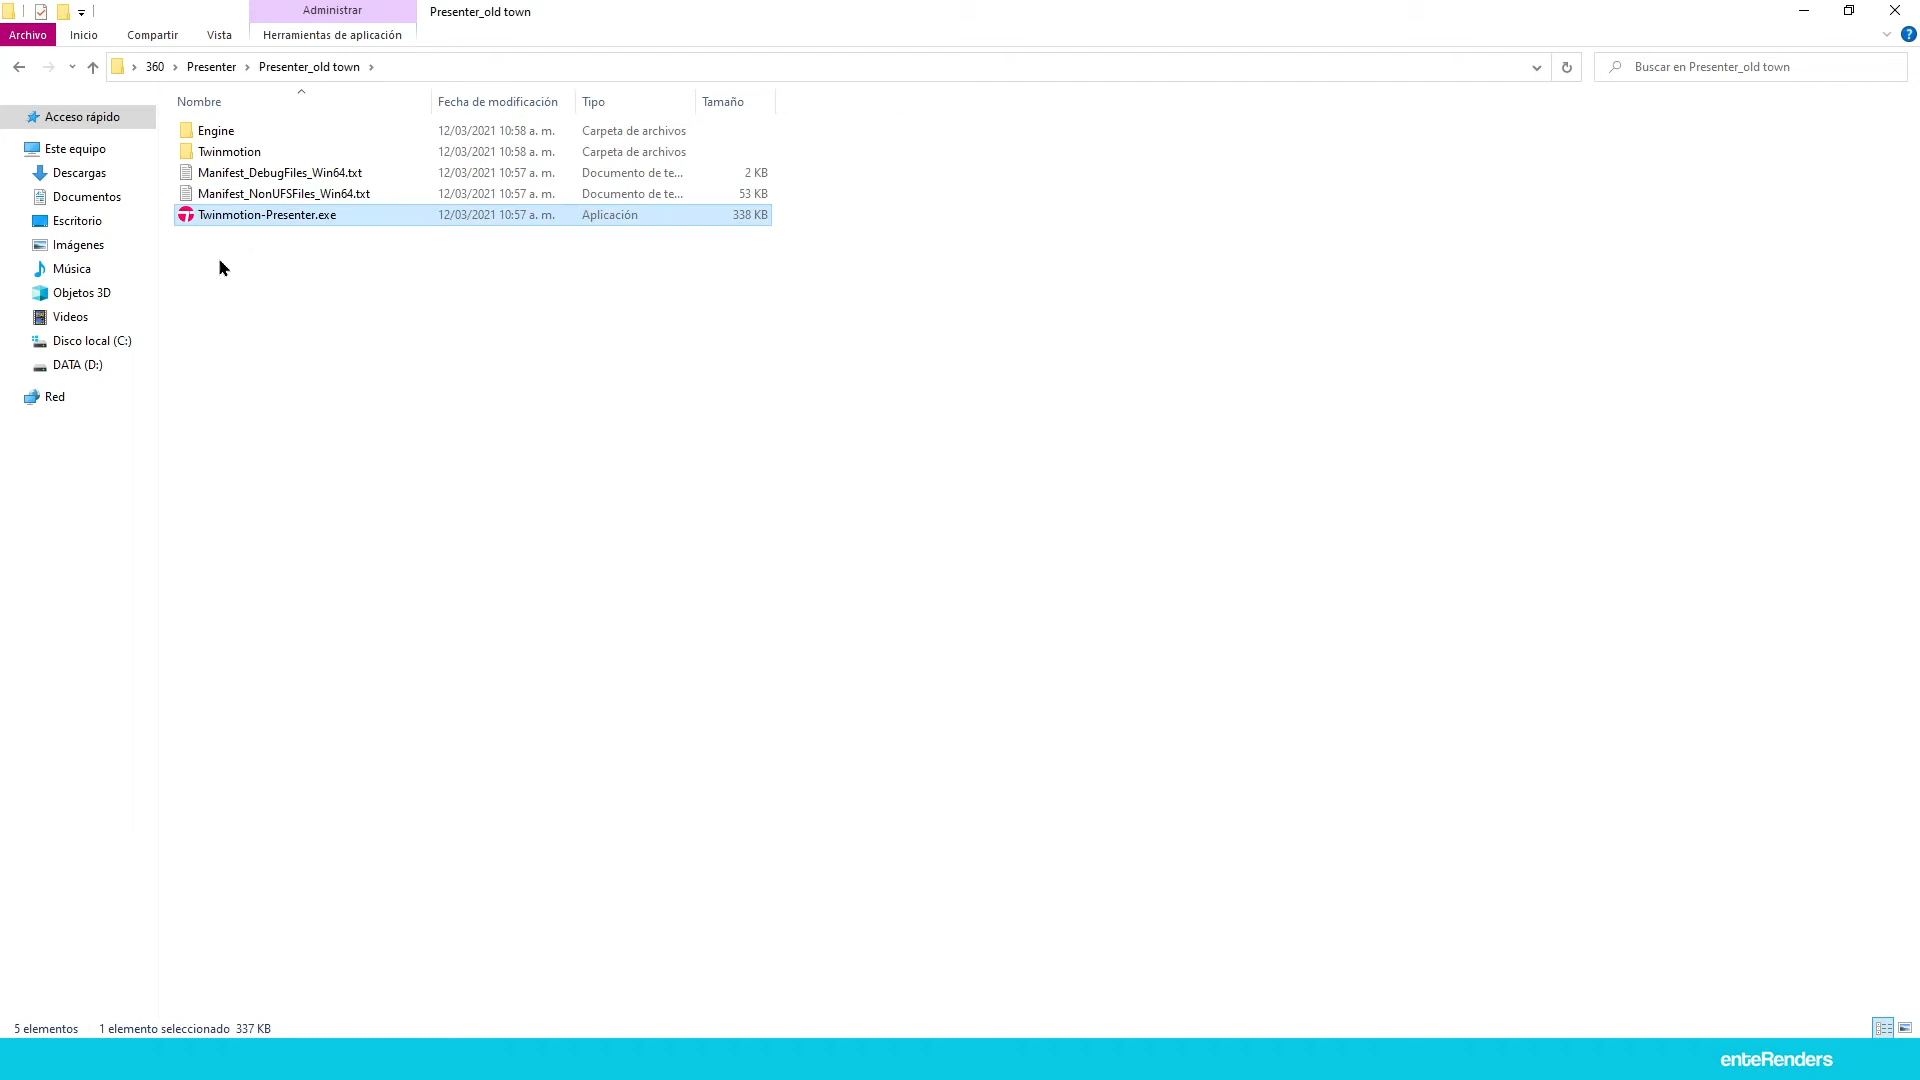 Administrar
Presenter_old town
Archivo
Inicio
Compartir
Vista
Herramientas de aplicación
?
360
Presenter
Presenter_old town
Buscar en Presenter_old town
Nombre
Fecha de modificación
Tipo
Tamaño
Engine
12/03/2021 10:58 a. m.
Carpeta de archivos
Twinmotion
12/03/2021 10:58 a. m.
Carpeta de archivos
Manifest_DebugFiles_Win64.txt
12/03/2021 10:57 a. m.
Documento de te...
2 KB
Manifest_NonUFSFiles_Win64.txt
12/03/2021 10:57 a. m.
Documento de te...
53 KB
Twinmotion-Presenter.exe
12/03/2021 10:57 a. m.
Aplicación
338 KB
Acceso rápido
Este equipo
Descargas
Documentos
Escritorio
Imágenes
Música
Objetos 3D
Videos
Disco local (C:)
DATA (D:)
Red
5 elementos
1 elemento seleccionado 337 KB
enteRenders